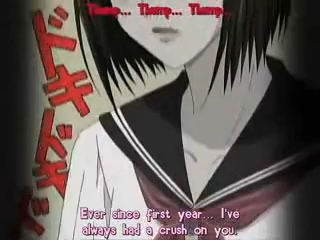 Thump... Thump... Thump...
ドキドキ
Ever since first year... I've
always had a crush on you.